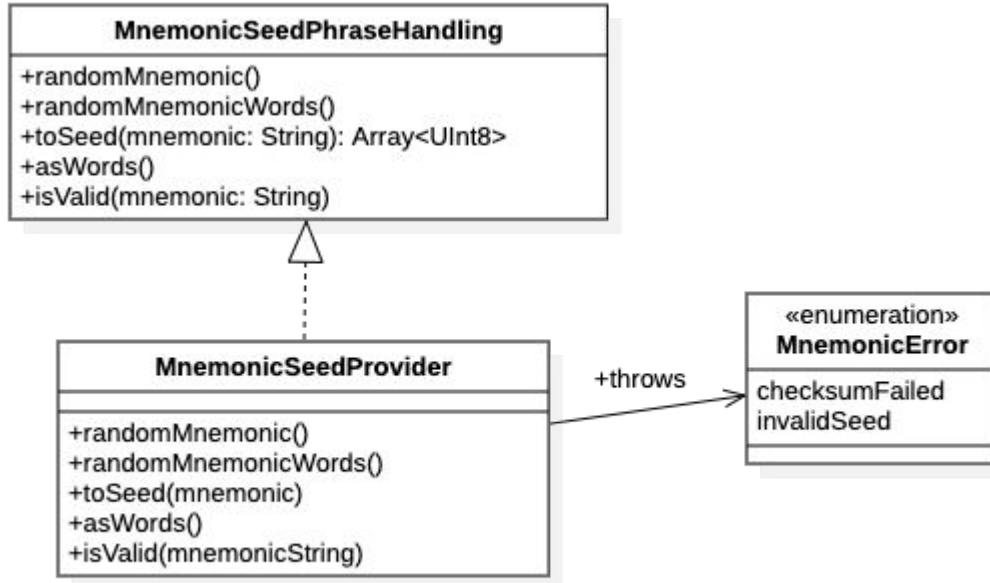 MnemonicSeedPhraseHandling
+randomMnemonic()
+randomMnemonicWords()
+toSeed(mnemonic: String): Array<UInt8>
+asWords()
+isValid(mnemonic: String)
MnemonicSeedProvider
+randomMnemonic()
+randomMnemonicWords()
+toSeed(mnemonic)
+asWords()
+isValid(mnemonicString)
+throws
«enumeration»
MnemonicError
checksumFailed
invalidSeed